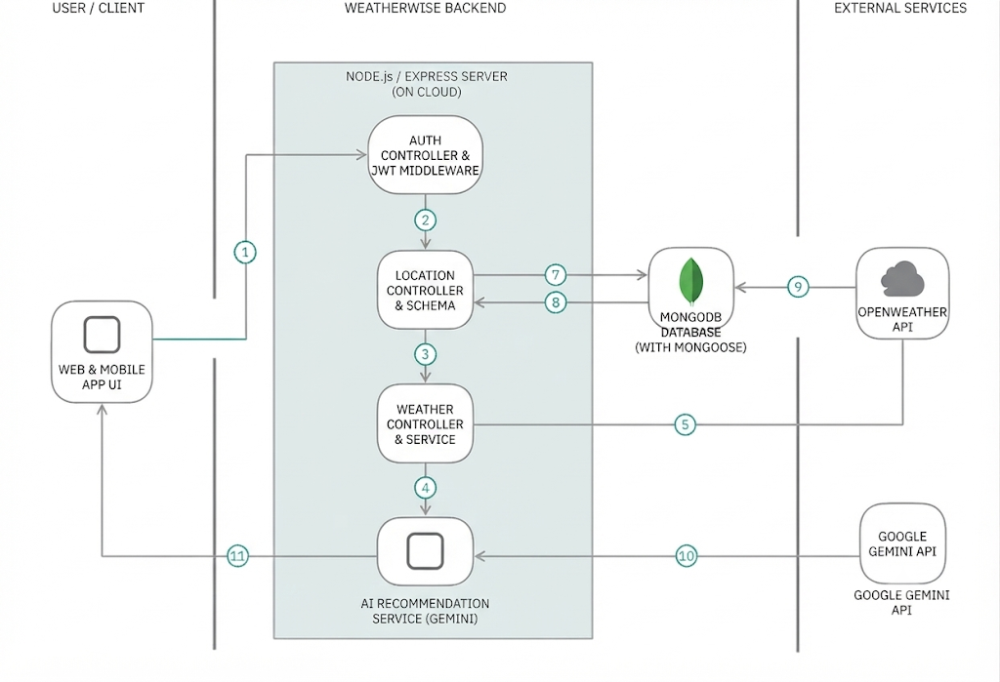 USER / CLIENT
WEATHERWISE BACKEND
EXTERNAL SERVICES
NODE.js / EXPRESS SERVER
(ON CLOUD)
AUTH
CONTROLLER &
JWT MIDDLEWARE
2
1
LOCATION
CONTROLLER
& SCHEMA
7
8
MONGODB
DATABASE
(WITH MONGOOSE)
9
OPENWEATHER
API
WEB & MOBILE
APP UI
3
WEATHER
CONTROLLER
& SERVICE
5
4
GOOGLE
GEMINI API
11
10
AI RECOMMENDATION
SERVICE (GEMINI)
GOOGLE GEMINI
API